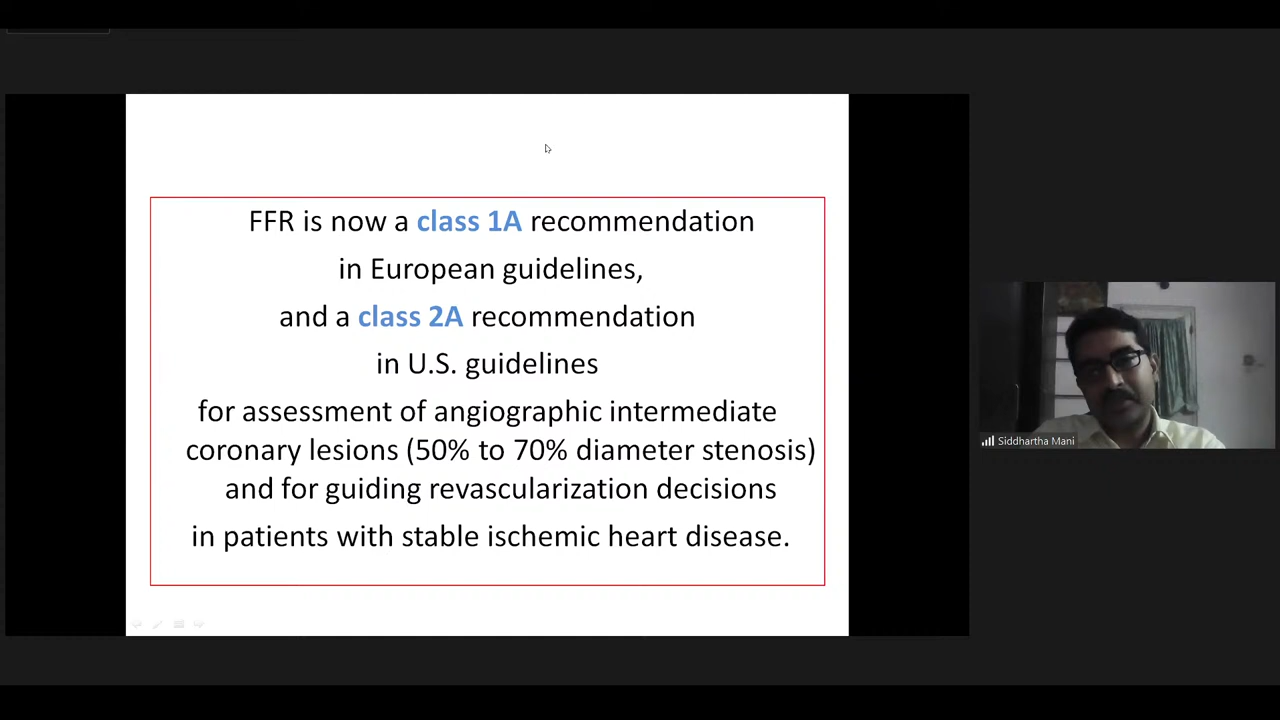 FFR is now a class 1A recommendation
in European guidelines,
and a class 2A recommendation
in U.S. guidelines
for assessment of angiographic intermediate
coronary lesions (50% to 70% diameter stenosis)
and for guiding revascularization decisions
in patients with stable ischemic heart disease.
Siddhartha Mani